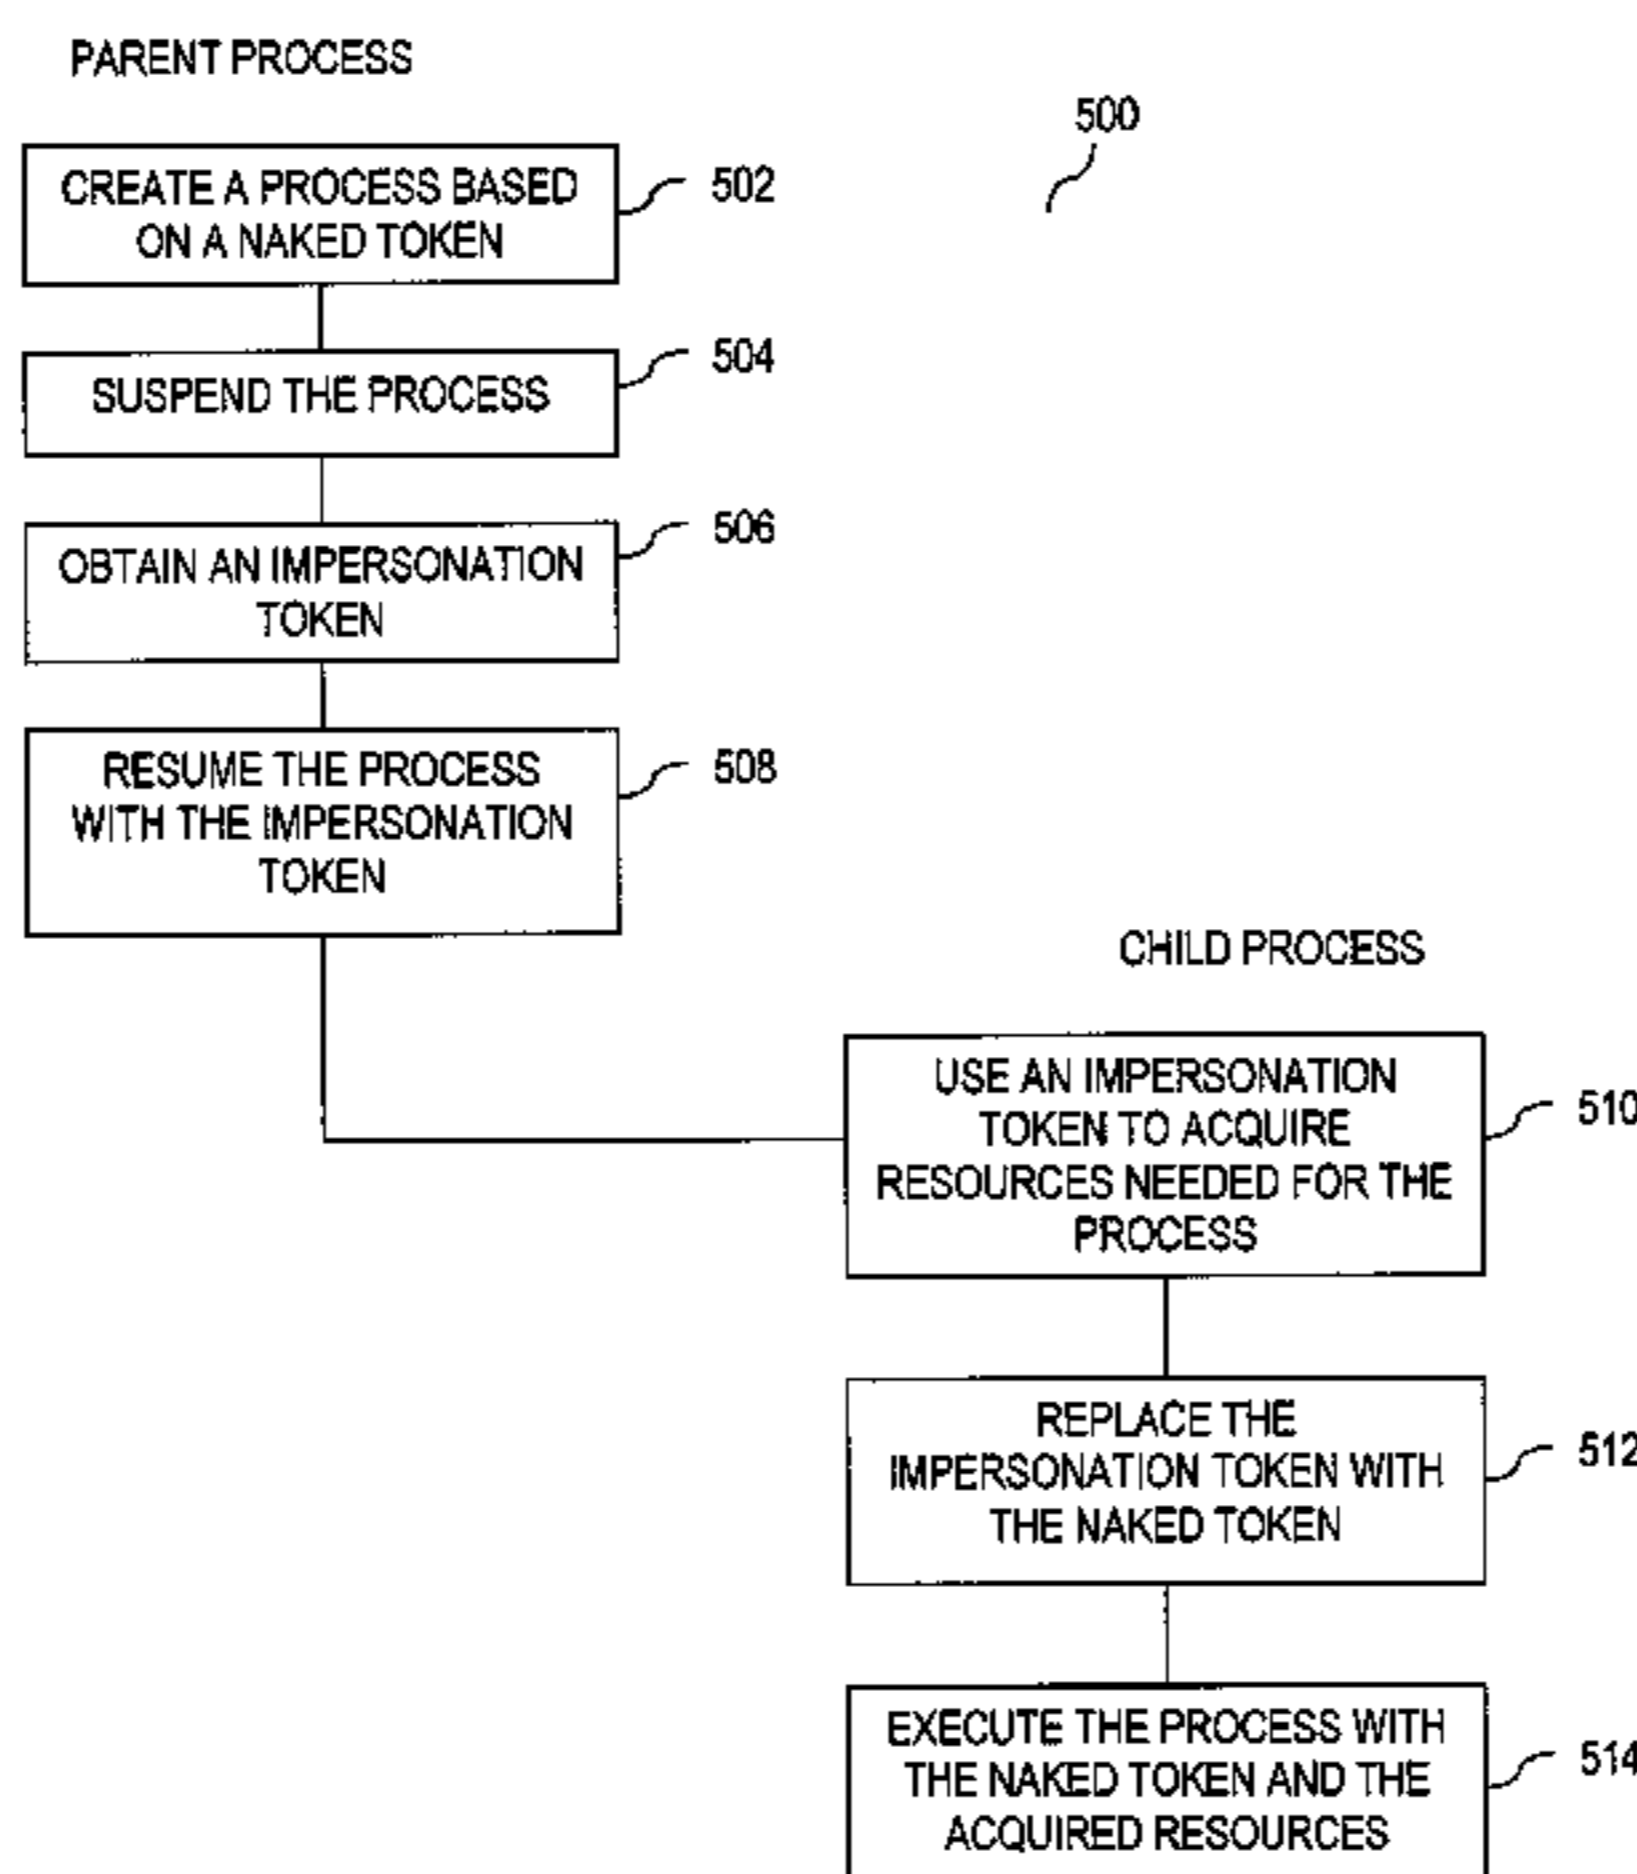 PARENT PROCESS
500
CREATE A PROCESS BASED
ON A NAKED TOKEN
502
SUSPEND THE PROCESS
504
OBTAIN AN IMPERSONATION
TOKEN
506
RESUME THE PROCESS
WITH THE IMPERSONATION
TOKEN
508
CHILD PROCESS
USE AN IMPERSONATION
TOKEN TO ACQUIRE
RESOURCES NEEDED FOR THE
PROCESS
510
REPLACE THE
IMPERSONATION TOKEN WITH
THE NAKED TOKEN
512
EXECUTE THE PROCESS WITH
THE NAKED TOKEN AND THE
ACQUIRED RESOURCES
514